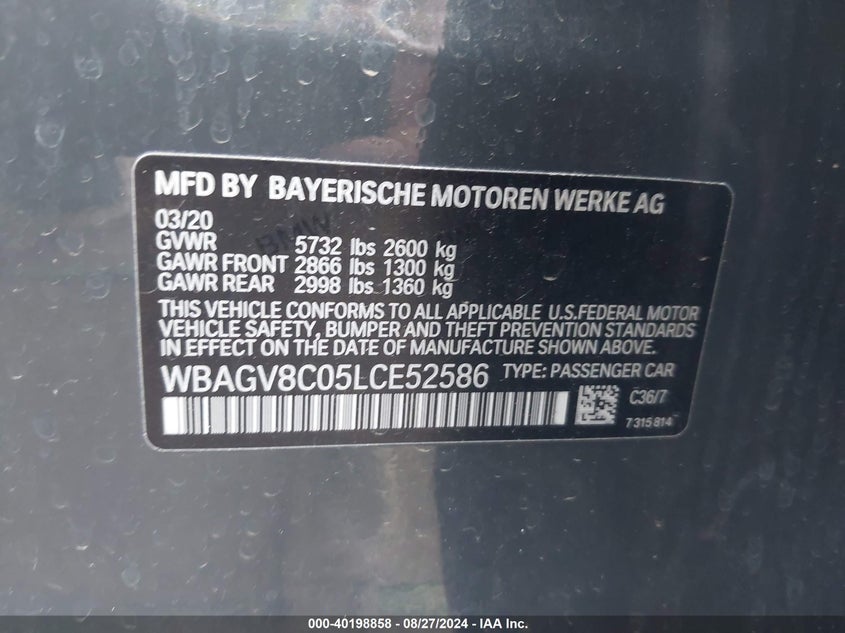 MFD BY BAYERISCHE MOTOREN WERKE AG
03/20
GVWR 5732 lbs 2600 kg
GAWR FRONT 2866 lbs 1300 kg
GAWR REAR 2998 lbs 1360 kg
THIS VEHICLE CONFORMS TO ALL APPLICABLE U.S.FEDERAL MOTOR
VEHICLE SAFETY, BUMPER AND THEFT PREVENTION STANDARDS
IN EFFECT ON THE DATE OF MANUFACTURE SHOWN ABOVE.
WBAGV8C05LCE52586 TYPE: PASSENGER CAR
C36/7
7 315 814
000-40198858 - 08/27/2024 - IAA Inc.